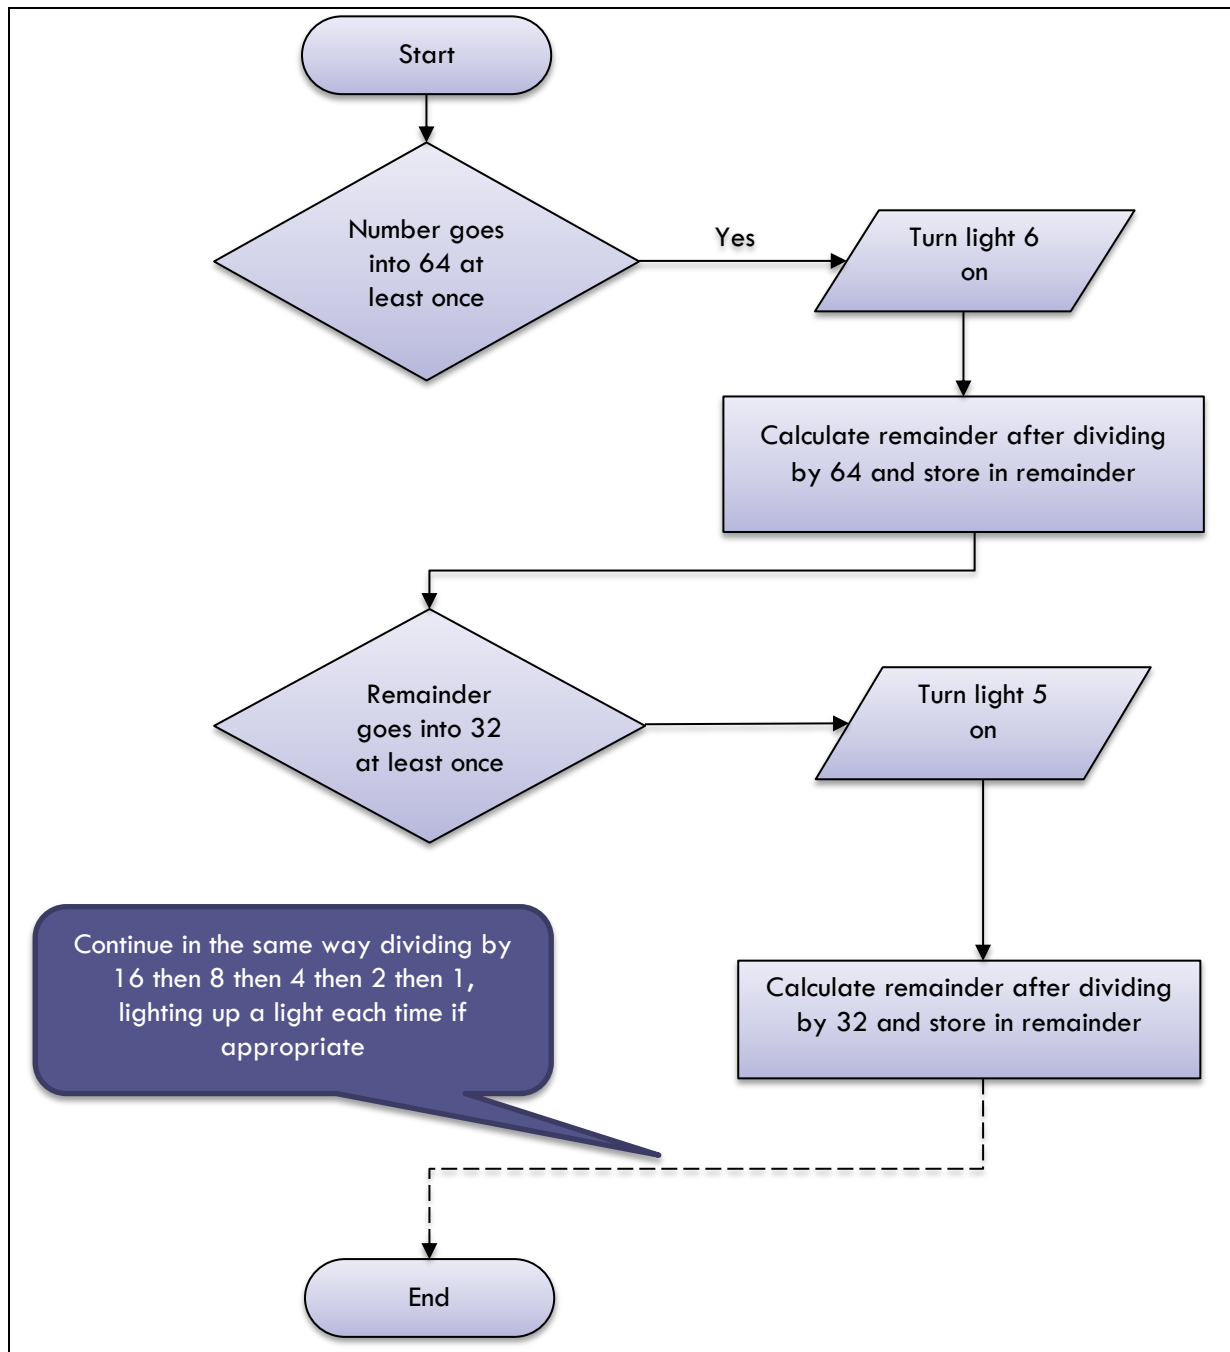 Start
Number goes
into 64 at
least once
Yes
Turn light 6
on
Calculate remainder after dividing
by 64 and store in remainder
Remainder
goes into 32
at least once
Turn light 5
on
Continue in the same way dividing by
16 then 8 then 4 then 2 then 1,
lighting up a light each time if
appropriate
Calculate remainder after dividing
by 32 and store in remainder
End